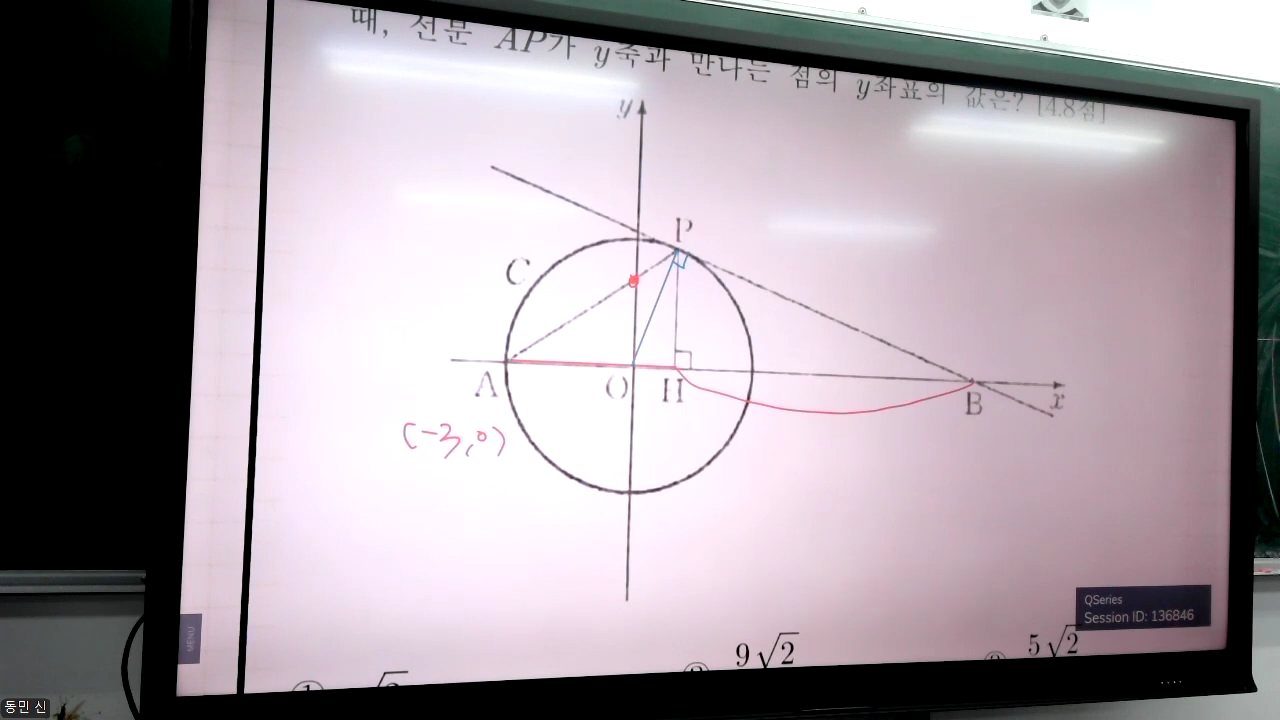 때, 선분 AP가 y축과 만나는 점의 y좌표의 값은? [4.8점]
y
P
C
A
O
H
B
x
(-3,0)
MENU
QSeries
Session ID: 136846
9√2
5√2
①
동민 신